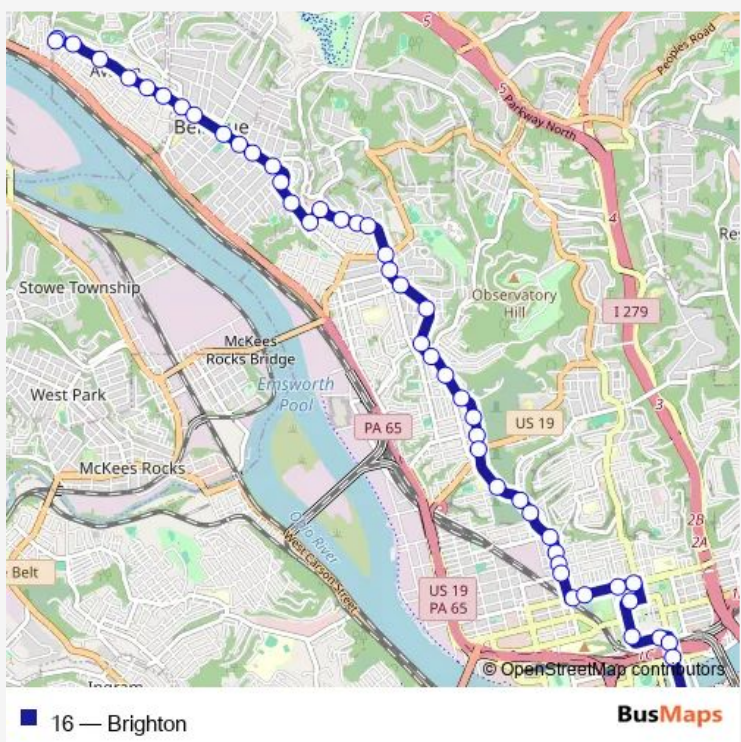 5
Peoples Road
5
Parkway North
4
Stowe Township
Observatory
Hill
I 279
McKees
Rocks Bridge
Emsworth
Pool
3
West Park
PA 65
US 19
McKees Rocks
Ohio River
2B
2A
West Carson Street
Belt
US 19
PA 65
1C
© OpenStreetMap contributors
16 — Brighton
BusMaps